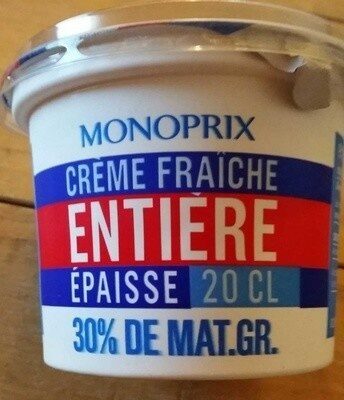 MONOPRIX
CRÈME FRAÎCHE
ENTIÈRE
ÉPAISSE 20 CL
30% DE MAT.GR.